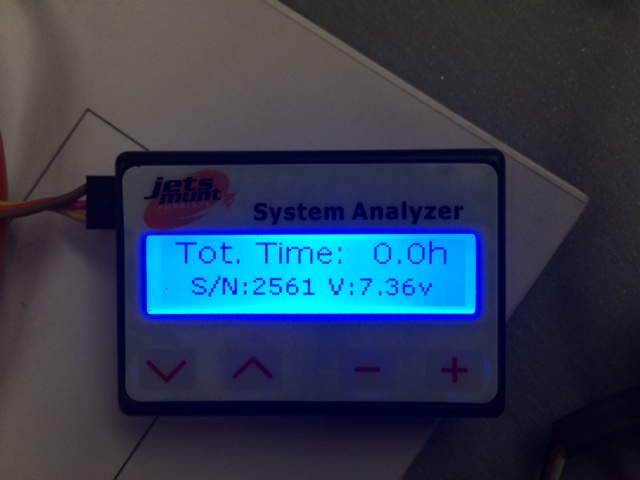 jets
munt
System Analyzer
Tot. Time: 0.0h
S/N:2561 V:7.36v